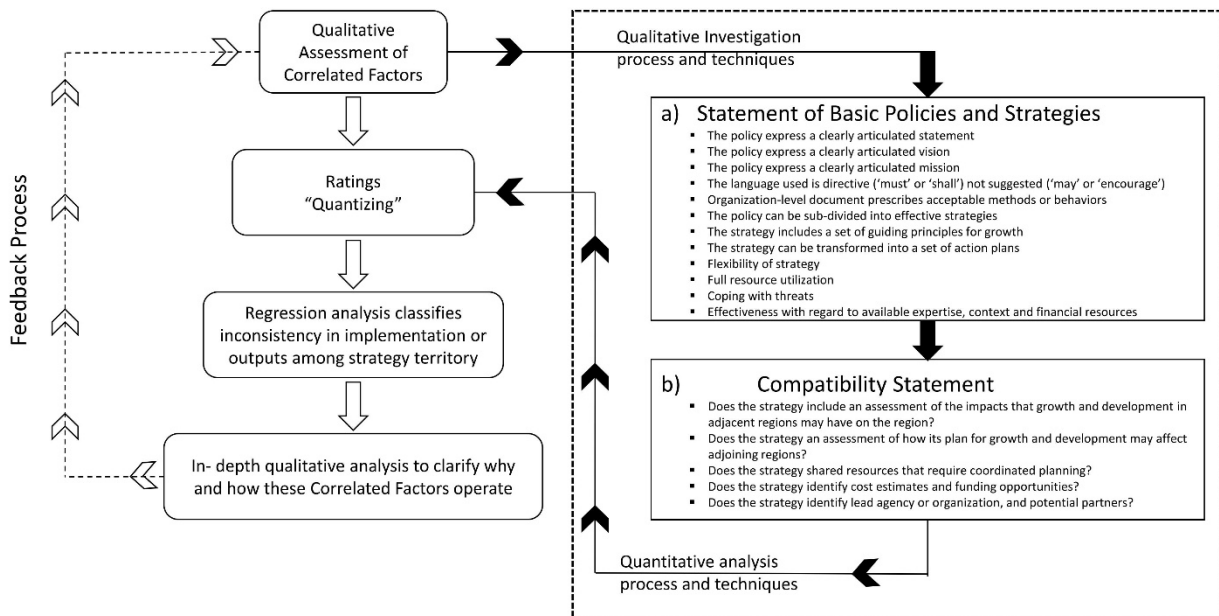 Qualitative
Assessment of
Correlated Factors
Ratings
“Quantizing”
Regression analysis classifies
inconsistency in implementation or
outputs among strategy territory
In- depth qualitative analysis to clarify why
and how these Correlated Factors operate
Feedback Process
Qualitative Investigation
process and techniques
a) Statement of Basic Policies and Strategies
▪ The policy express a clearly articulated statement
▪ The policy express a clearly articulated vision
▪ The policy express a clearly articulated mission
▪ The language used is directive (‘must’ or ‘shall’) not suggested (‘may’ or ‘encourage’)
▪ Organization-level document prescribes acceptable methods or behaviors
▪ The policy can be sub-divided into effective strategies
▪ The strategy includes a set of guiding principles for growth
▪ The strategy can be transformed into a set of action plans
▪ Flexibility of strategy
▪ Full resource utilization
▪ Coping with threats
▪ Effectiveness with regard to available expertise, context and financial resources
b) Compatibility Statement
▪ Does the strategy include an assessment of the impacts that growth and development in
adjacent regions may have on the region?
▪ Does the strategy an assessment of how its plan for growth and development may affect
adjoining regions?
▪ Does the strategy shared resources that require coordinated planning?
▪ Does the strategy identify cost estimates and funding opportunities?
▪ Does the strategy identify lead agency or organization, and potential partners?
Quantitative analysis
process and techniques